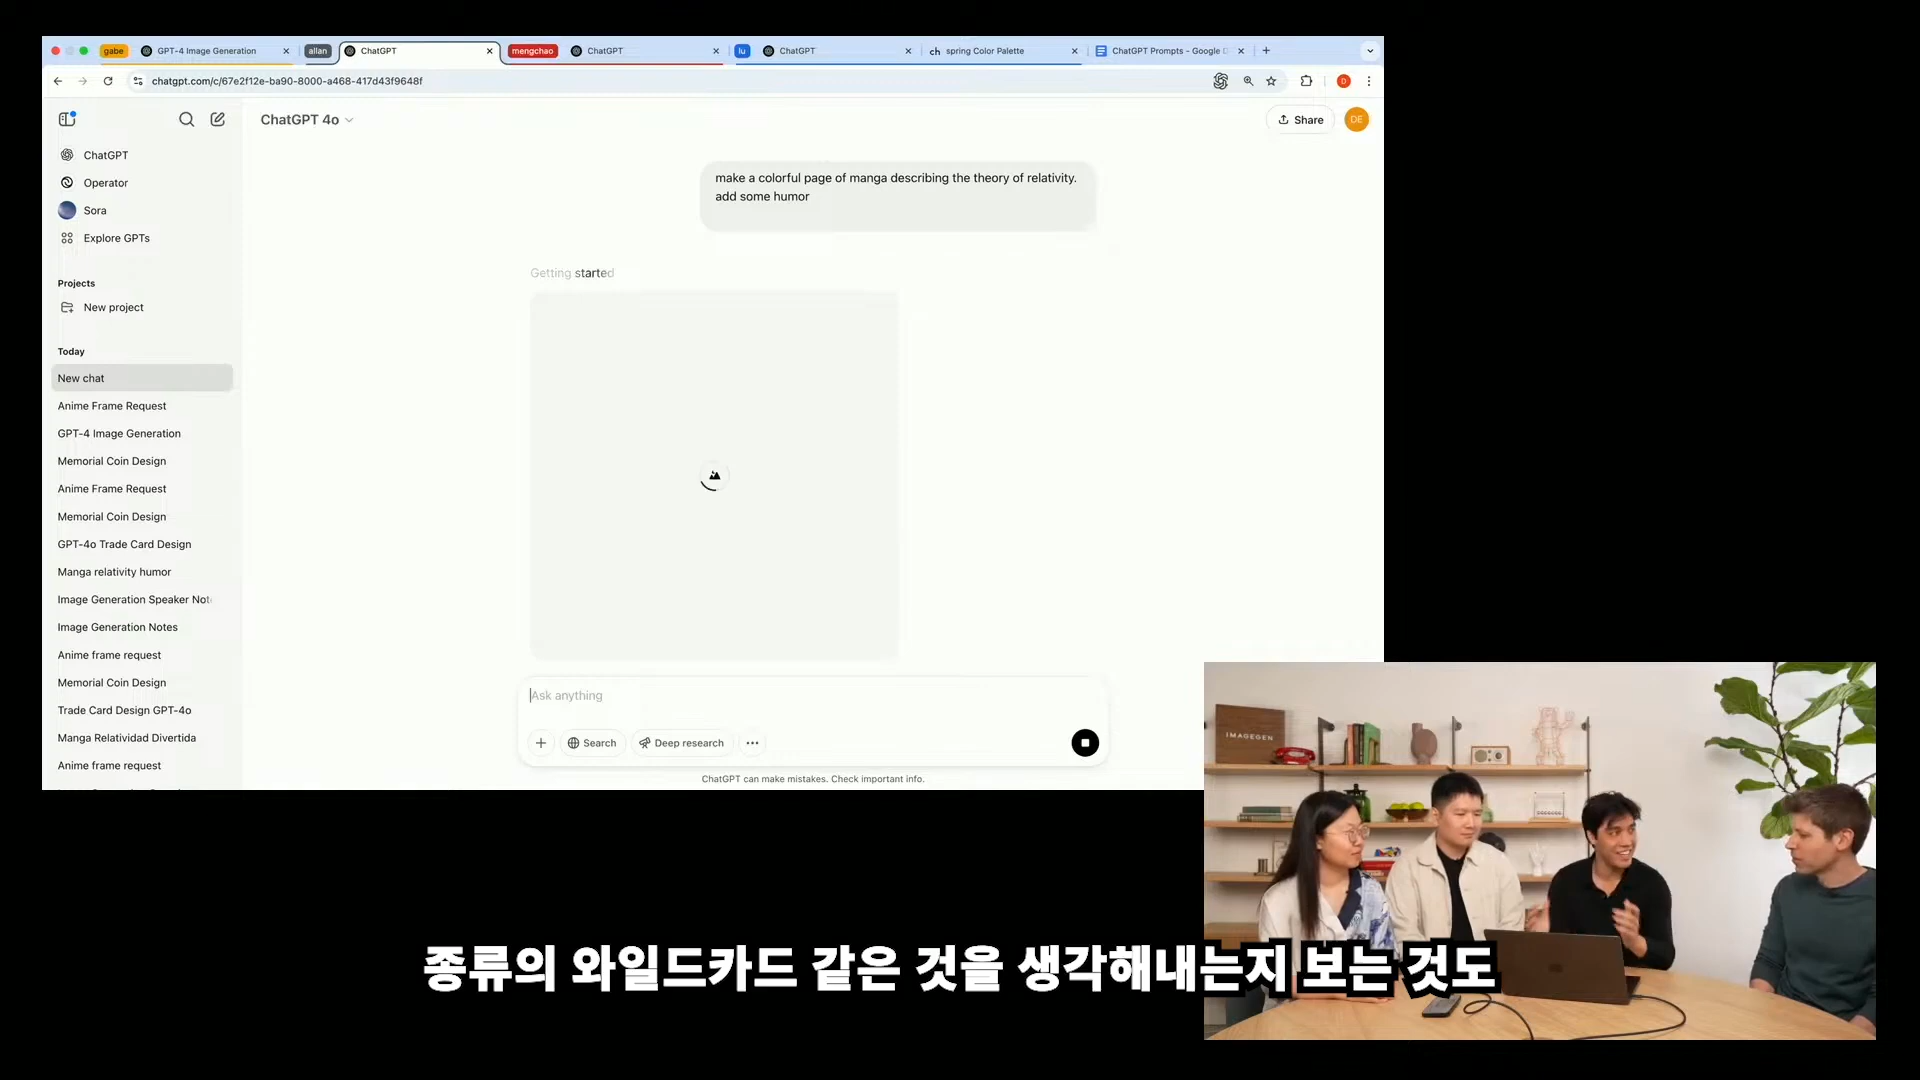 gabe
GPT-4 Image Generation
allan
ChatGPT
mengchao
ChatGPT
lu
ChatGPT
ch spring Color Palette
ChatGPT Prompts - Google
chatgpt.com/c/67e2f12e-ba90-8000-a468-417d43f9648f
D
ChatGPT 4o
Share
DE
ChatGPT
Operator
Sora
Explore GPTs
Projects
New project
Today
New chat
Anime Frame Request
GPT-4 Image Generation
Memorial Coin Design
Anime Frame Request
Memorial Coin Design
GPT-4o Trade Card Design
Manga relativity humor
Image Generation Speaker Not
Image Generation Notes
Anime frame request
Memorial Coin Design
Trade Card Design GPT-4o
Manga Relatividad Divertida
Anime frame request
make a colorful page of manga describing the theory of relativity.
add some humor
Getting started
Ask anything
Search
Deep research
ChatGPT can make mistakes. Check important info.
IMAGEGEN
종류의 와일드카드 같은 것을 생각해내는지 보는 것도